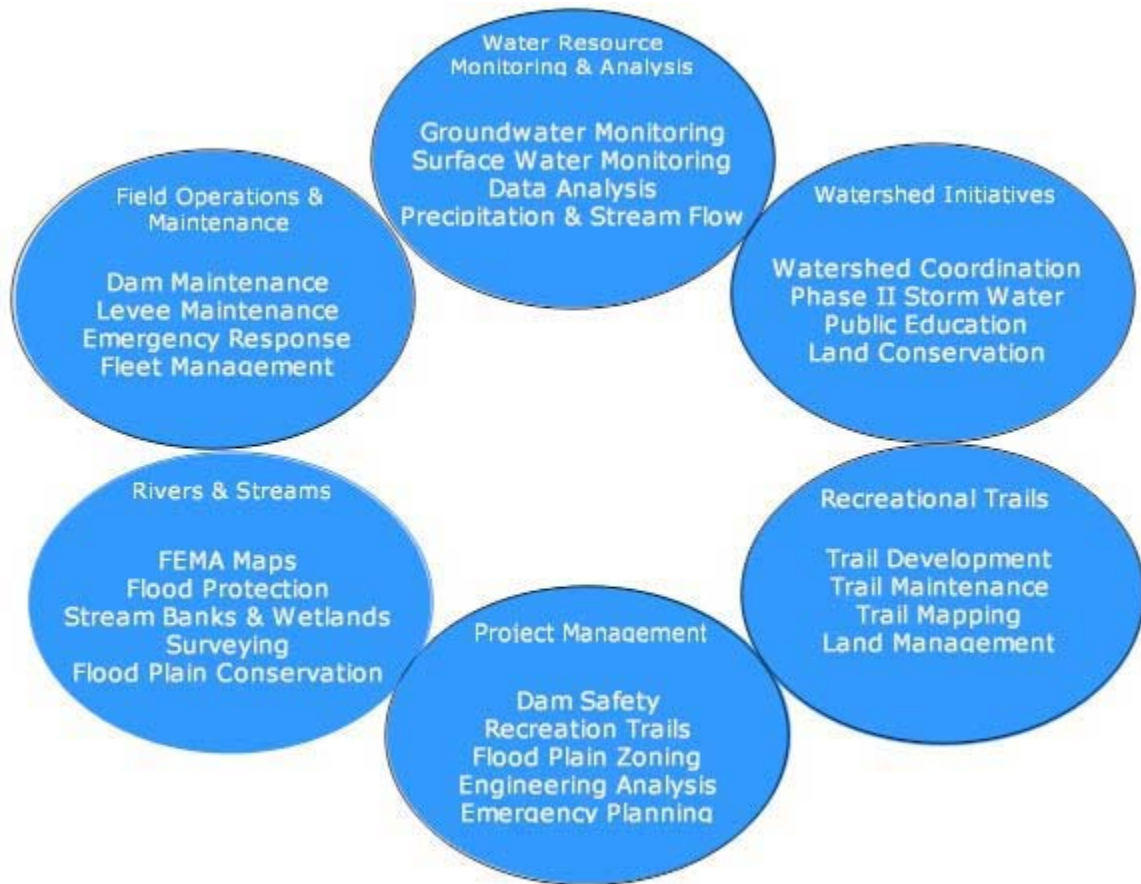 Water Resource
Monitoring & Analysis
Groundwater Monitoring
Surface Water Monitoring
Data Analysis
Precipitation & Stream Flow
Field Operations &
Maintenance
Dam Maintenance
Levee Maintenance
Emergency Response
Fleet Management
Watershed Initiatives
Watershed Coordination
Phase II Storm Water
Public Education
Land Conservation
Rivers & Streams
FEMA Maps
Flood Protection
Stream Banks & Wetlands
Surveying
Flood Plain Conservation
Recreational Trails
Trail Development
Trail Maintenance
Trail Mapping
Land Management
Project Management
Dam Safety
Recreation Trails
Flood Plain Zoning
Engineering Analysis
Emergency Planning